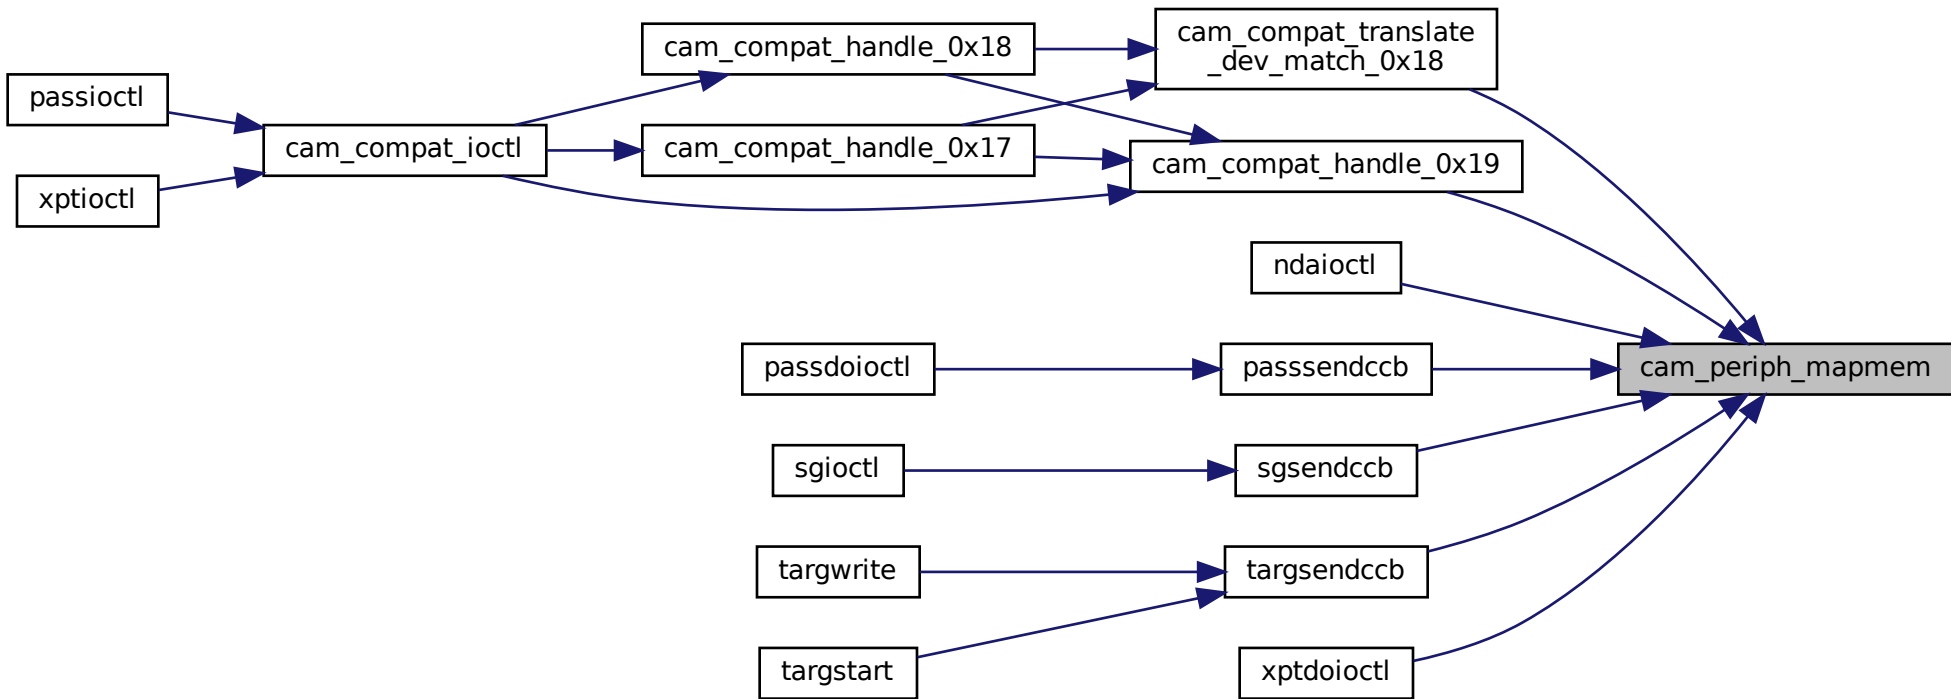 cam_compat_handle_0x18
cam_compat_translate
_dev_match_0x18
passioctl
cam_compat_ioctl
cam_compat_handle_0x17
cam_compat_handle_0x19
xptioctl
ndaioctl
passdoioctl
passsendccb
cam_periph_mapmem
sgioctl
sgsendccb
targwrite
targsendccb
targstart
xptdoioctl